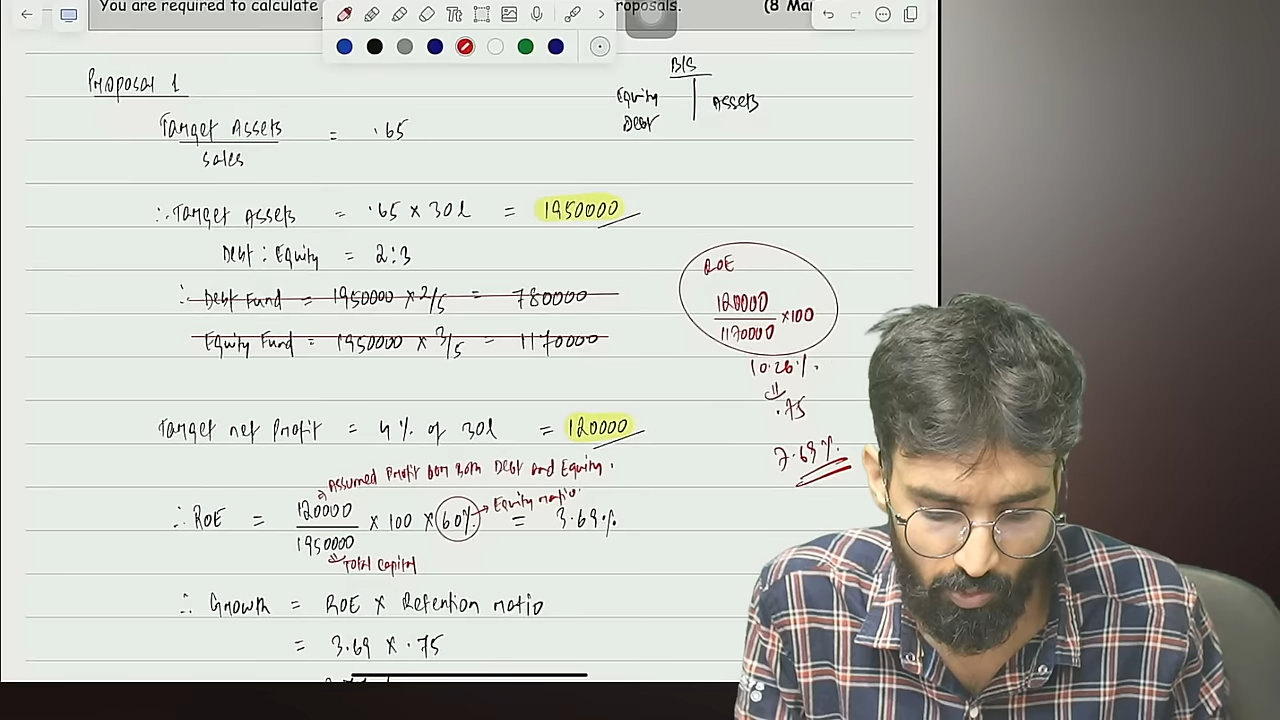 You are required to calculate roposals. (8 Ma
Tt
B/S
Proposal 1
Equity Assets
Debt
Target Assets = .65
Sales
∴ Target Assets = .65 × 30l = 1950000
Debt : Equity = 2:3
∴ Debt Fund = 1950000 × 2/5 = 780000
Equity Fund = 1950000 × 3/5 = 1170000
ROE
120000
1170000 ×100
10.26%.
.75
7.69%.
Target net Profit = 4% of 30l = 120000
Assumed Profit for both Debt and Equity.
∴ ROE = 120000 × 100 × 60% = 3.69%
1950000
Equity ratio.
Total Capital
∴ Growth = ROE × Retention ratio
= 3.69 × .75